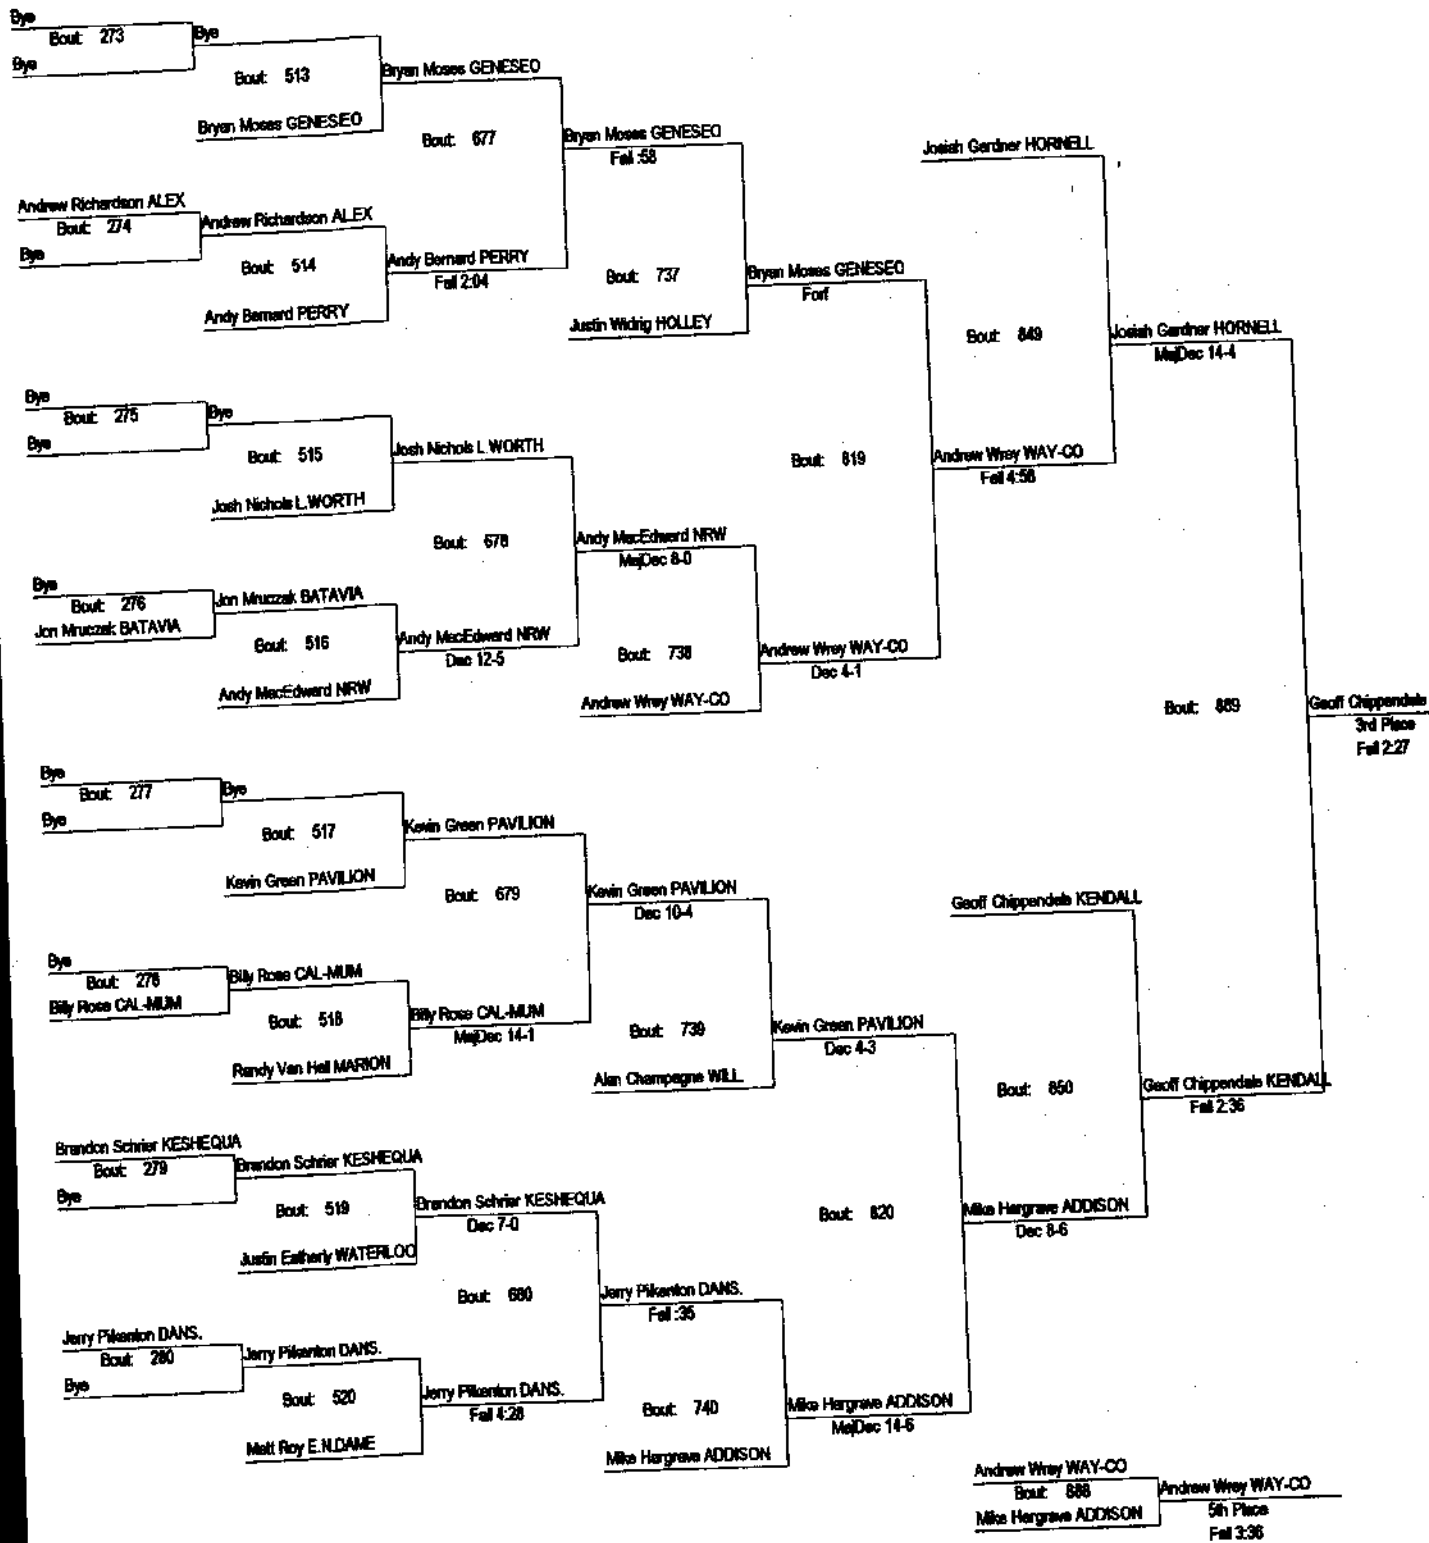 Bye
Bout: 273
Bye
Bye
Bout: 513
Bryan Moses GENESEO
Bryan Moses GENESEO
Bout: 677
Andrew Richardson ALEX
Bout: 274
Bye
Andrew Richardson ALEX
Bout: 514
Andy Bernard PERRY
Andy Bernard PERRY
Fall 2:04
Bryan Moses GENESEO
Fall :58
Bout: 737
Justin Widrig HOLLEY
Bryan Moses GENESEO
Forf
Bye
Bout: 275
Bye
Bye
Bout: 515
Josh Nichols L.WORTH
Josh Nichols L.WORTH
Bout: 678
Bye
Bout: 276
Jon Mruczak BATAVIA
Jon Mruczak BATAVIA
Bout: 516
Andy MacEdward NRW
Andy MacEdward NRW
Dec 12-5
Andy MacEdward NRW
MajDec 8-0
Bout: 738
Andrew Wray WAY-CO
Andrew Wray WAY-CO
Dec 4-1
Bout: 819
Josiah Gardner HORNELL
Bout: 849
Andrew Wray WAY-CO
Fall 4:58
Josiah Gardner HORNELL
MajDec 14-4
Bye
Bout: 277
Bye
Bye
Bout: 517
Kevin Green PAVILION
Kevin Green PAVILION
Bout: 679
Bye
Bout: 278
Billy Rose CAL-MUM
Billy Rose CAL-MUM
Bout: 518
Randy Van Hall MARION
Billy Rose CAL-MUM
MajDec 14-1
Kevin Green PAVILION
Dec 10-4
Bout: 739
Alan Champagne WILL
Kevin Green PAVILION
Dec 4-3
Brandon Schrier KESHEQUA
Bout: 279
Bye
Brandon Schrier KESHEQUA
Bout: 519
Justin Eatherly WATERLOO
Brandon Schrier KESHEQUA
Dec 7-0
Bout: 680
Jerry Pilkenton DANS.
Bout: 280
Bye
Jerry Pilkenton DANS.
Bout: 520
Matt Roy E.N.DAME
Jerry Pilkenton DANS.
Fall 4:28
Jerry Pilkenton DANS.
Fall :35
Bout: 740
Mike Hargrave ADDISON
Mike Hargrave ADDISON
MajDec 14-6
Bout: 820
Geoff Chippendale KENDALL
Bout: 850
Mike Hargrave ADDISON
Dec 8-6
Geoff Chippendale KENDALL
Fall 2:36
Bout: 889
Geoff Chippendale
3rd Place
Fall 2:27
Andrew Wray WAY-CO
Bout: 888
Mike Hargrave ADDISON
Andrew Wray WAY-CO
5th Place
Fall 3:36